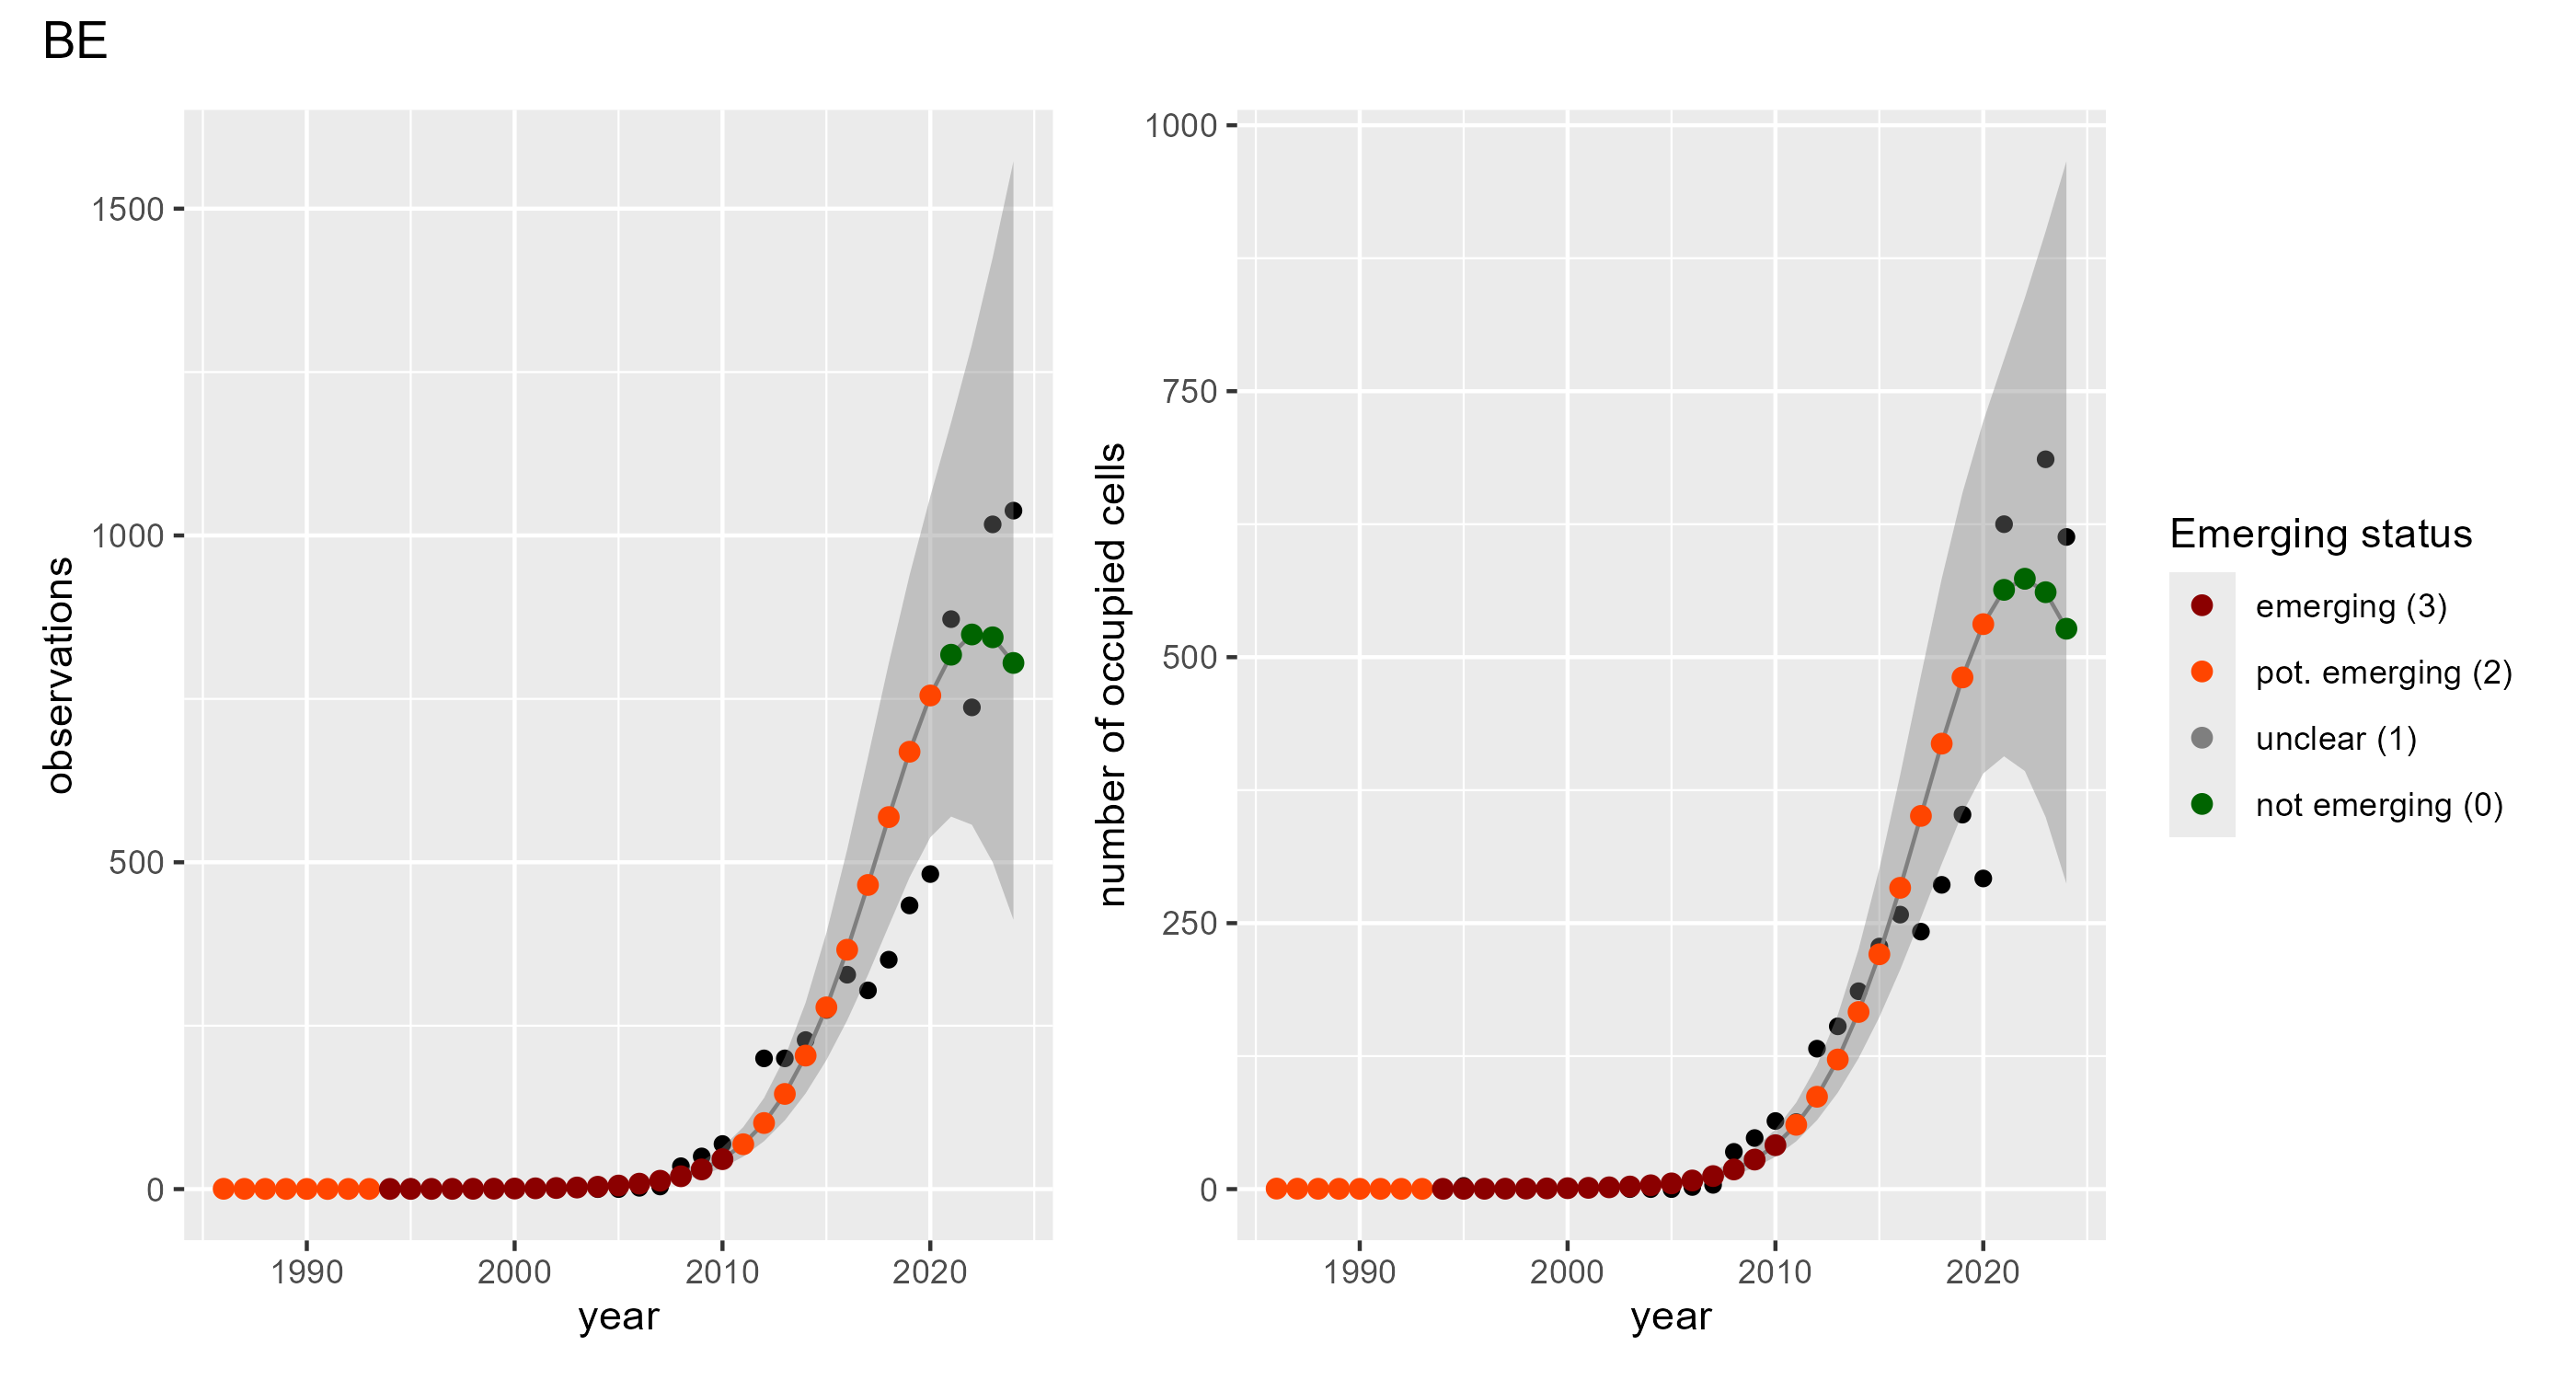 BE
observations
1500
1000
500
0
1990 2000 2010 2020
year
number of occupied cells
1000
750
500
250
0
1990 2000 2010 2020
year
Emerging status
emerging (3)
pot. emerging (2)
unclear (1)
not emerging (0)